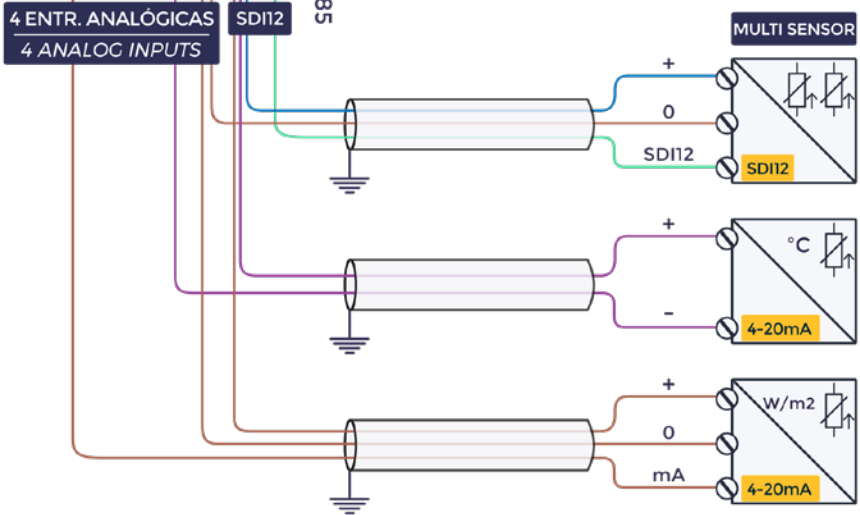 4 ENTR. ANALÓGICAS
4 ANALOG INPUTS
SDI12
85
MULTI SENSOR
+
0
SDI12
SDI12
+
°C
-
4-20mA
+
W/m2
0
mA
4-20mA